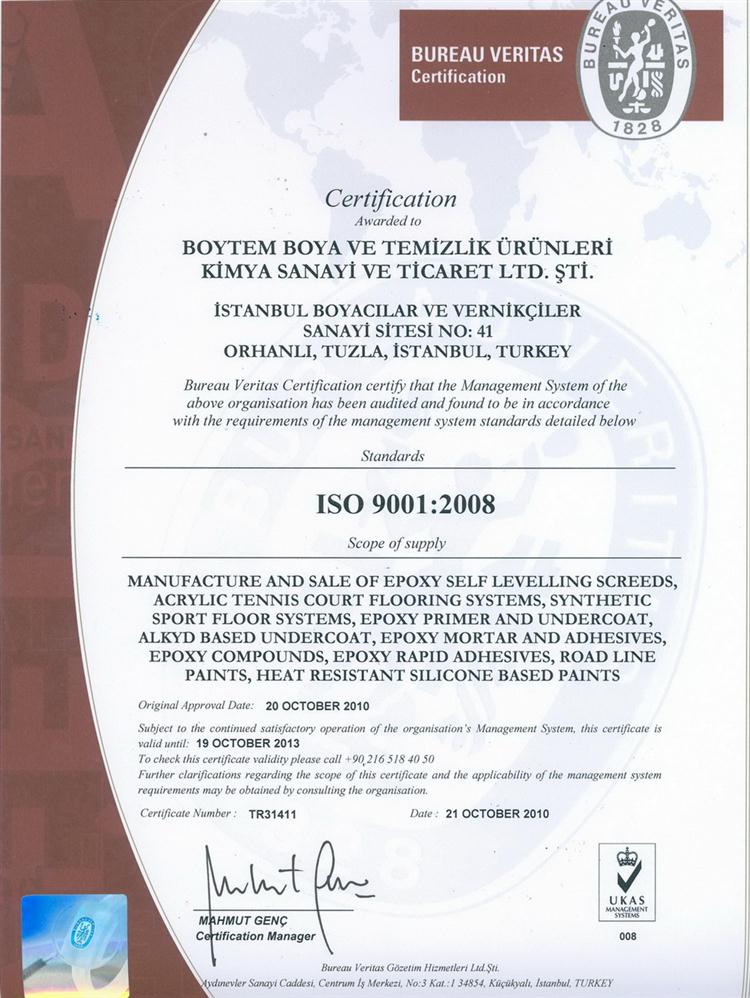 BUREAU VERITAS
Certification
BUREAU VERITAS
1828
Certification
Awarded to
BOYTEM BOYA VE TEMİZLİK ÜRÜNLERİ
KİMYA SANAYİ VE TİCARET LTD. ŞTİ.
İSTANBUL BOYACILAR VE VERNİKÇİLER
SANAYİ SİTESİ NO: 41
ORHANLI, TUZLA, İSTANBUL, TURKEY
Bureau Veritas Certification certify that the Management System of the
above organisation has been audited and found to be in accordance
with the requirements of the management system standards detailed below
Standards
ISO 9001:2008
Scope of supply
MANUFACTURE AND SALE OF EPOXY SELF LEVELLING SCREEDS,
ACRYLIC TENNIS COURT FLOORING SYSTEMS, SYNTHETIC
SPORT FLOOR SYSTEMS, EPOXY PRIMER AND UNDERCOAT,
ALKYD BASED UNDERCOAT, EPOXY MORTAR AND ADHESIVES,
EPOXY COMPOUNDS, EPOXY RAPID ADHESIVES, ROAD LINE
PAINTS, HEAT RESISTANT SILICONE BASED PAINTS
Original Approval Date: 20 OCTOBER 2010
Subject to the continued satisfactory operation of the organisation's Management System, this certificate is
valid until: 19 OCTOBER 2013
To check this certificate validity please call +90 216 518 40 50
Further clarifications regarding the scope of this certificate and the applicability of the management system
requirements may be obtained by consulting the organisation.
Certificate Number : TR31411 Date : 21 OCTOBER 2010
MAHMUT GENÇ
Certification Manager
UKAS
MANAGEMENT
SYSTEMS
008
Bureau Veritas Gözetim Hizmetleri Ltd.Şti.
Aydınevler Sanayi Caddesi, Centrum İş Merkezi, No:3 Kat.:1 34854, Küçükyalı, İstanbul, TURKEY